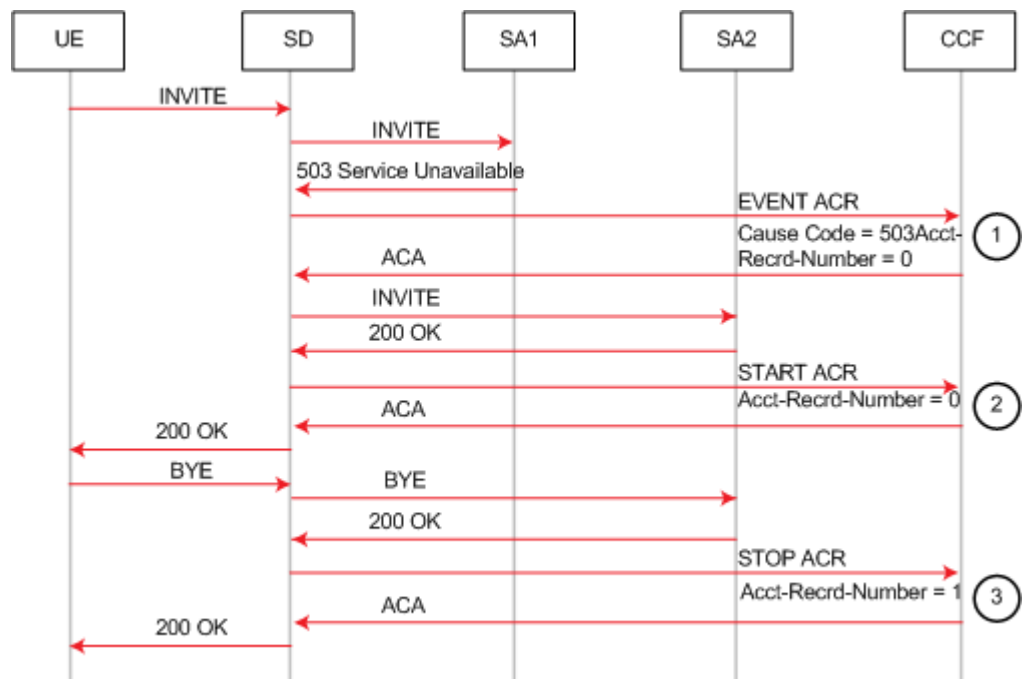 UE SD SA1 SA2 CCF
INVITE
INVITE
503 Service Unavailable
EVENT ACR
Cause Code = 503Acct-
Recrd-Number = 0
1
ACA
INVITE
200 OK
START ACR
Acct-Recrd-Number = 0
2
ACA
200 OK
BYE
BYE
200 OK
STOP ACR
Acct-Recrd-Number = 1
3
ACA
200 OK